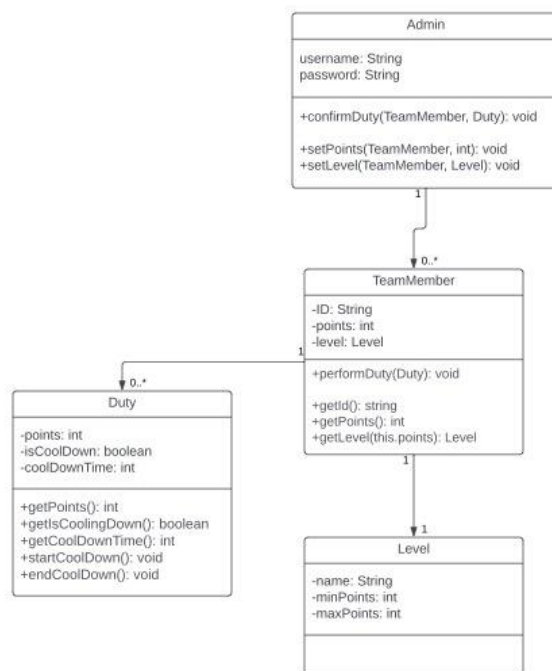 Admin
username: String
password: String
+confirmDuty(TeamMember, Duty): void
+setPoints(TeamMember, int): void
+setLevel(TeamMember, Level): void
1
0..*
TeamMember
-ID: String
-points: int
-level: Level
+performDuty(Duty): void
+getId(): string
+getPoints(): int
+getLevel(this.points): Level
1
0..*
Duty
-points: int
-isCoolDown: boolean
-coolDownTime: int
+getPoints(): int
+getIsCoolingDown(): boolean
+getCoolDownTime(): int
+startCoolDown(): void
+endCoolDown(): void
1
1
Level
-name: String
-minPoints: int
-maxPoints: int